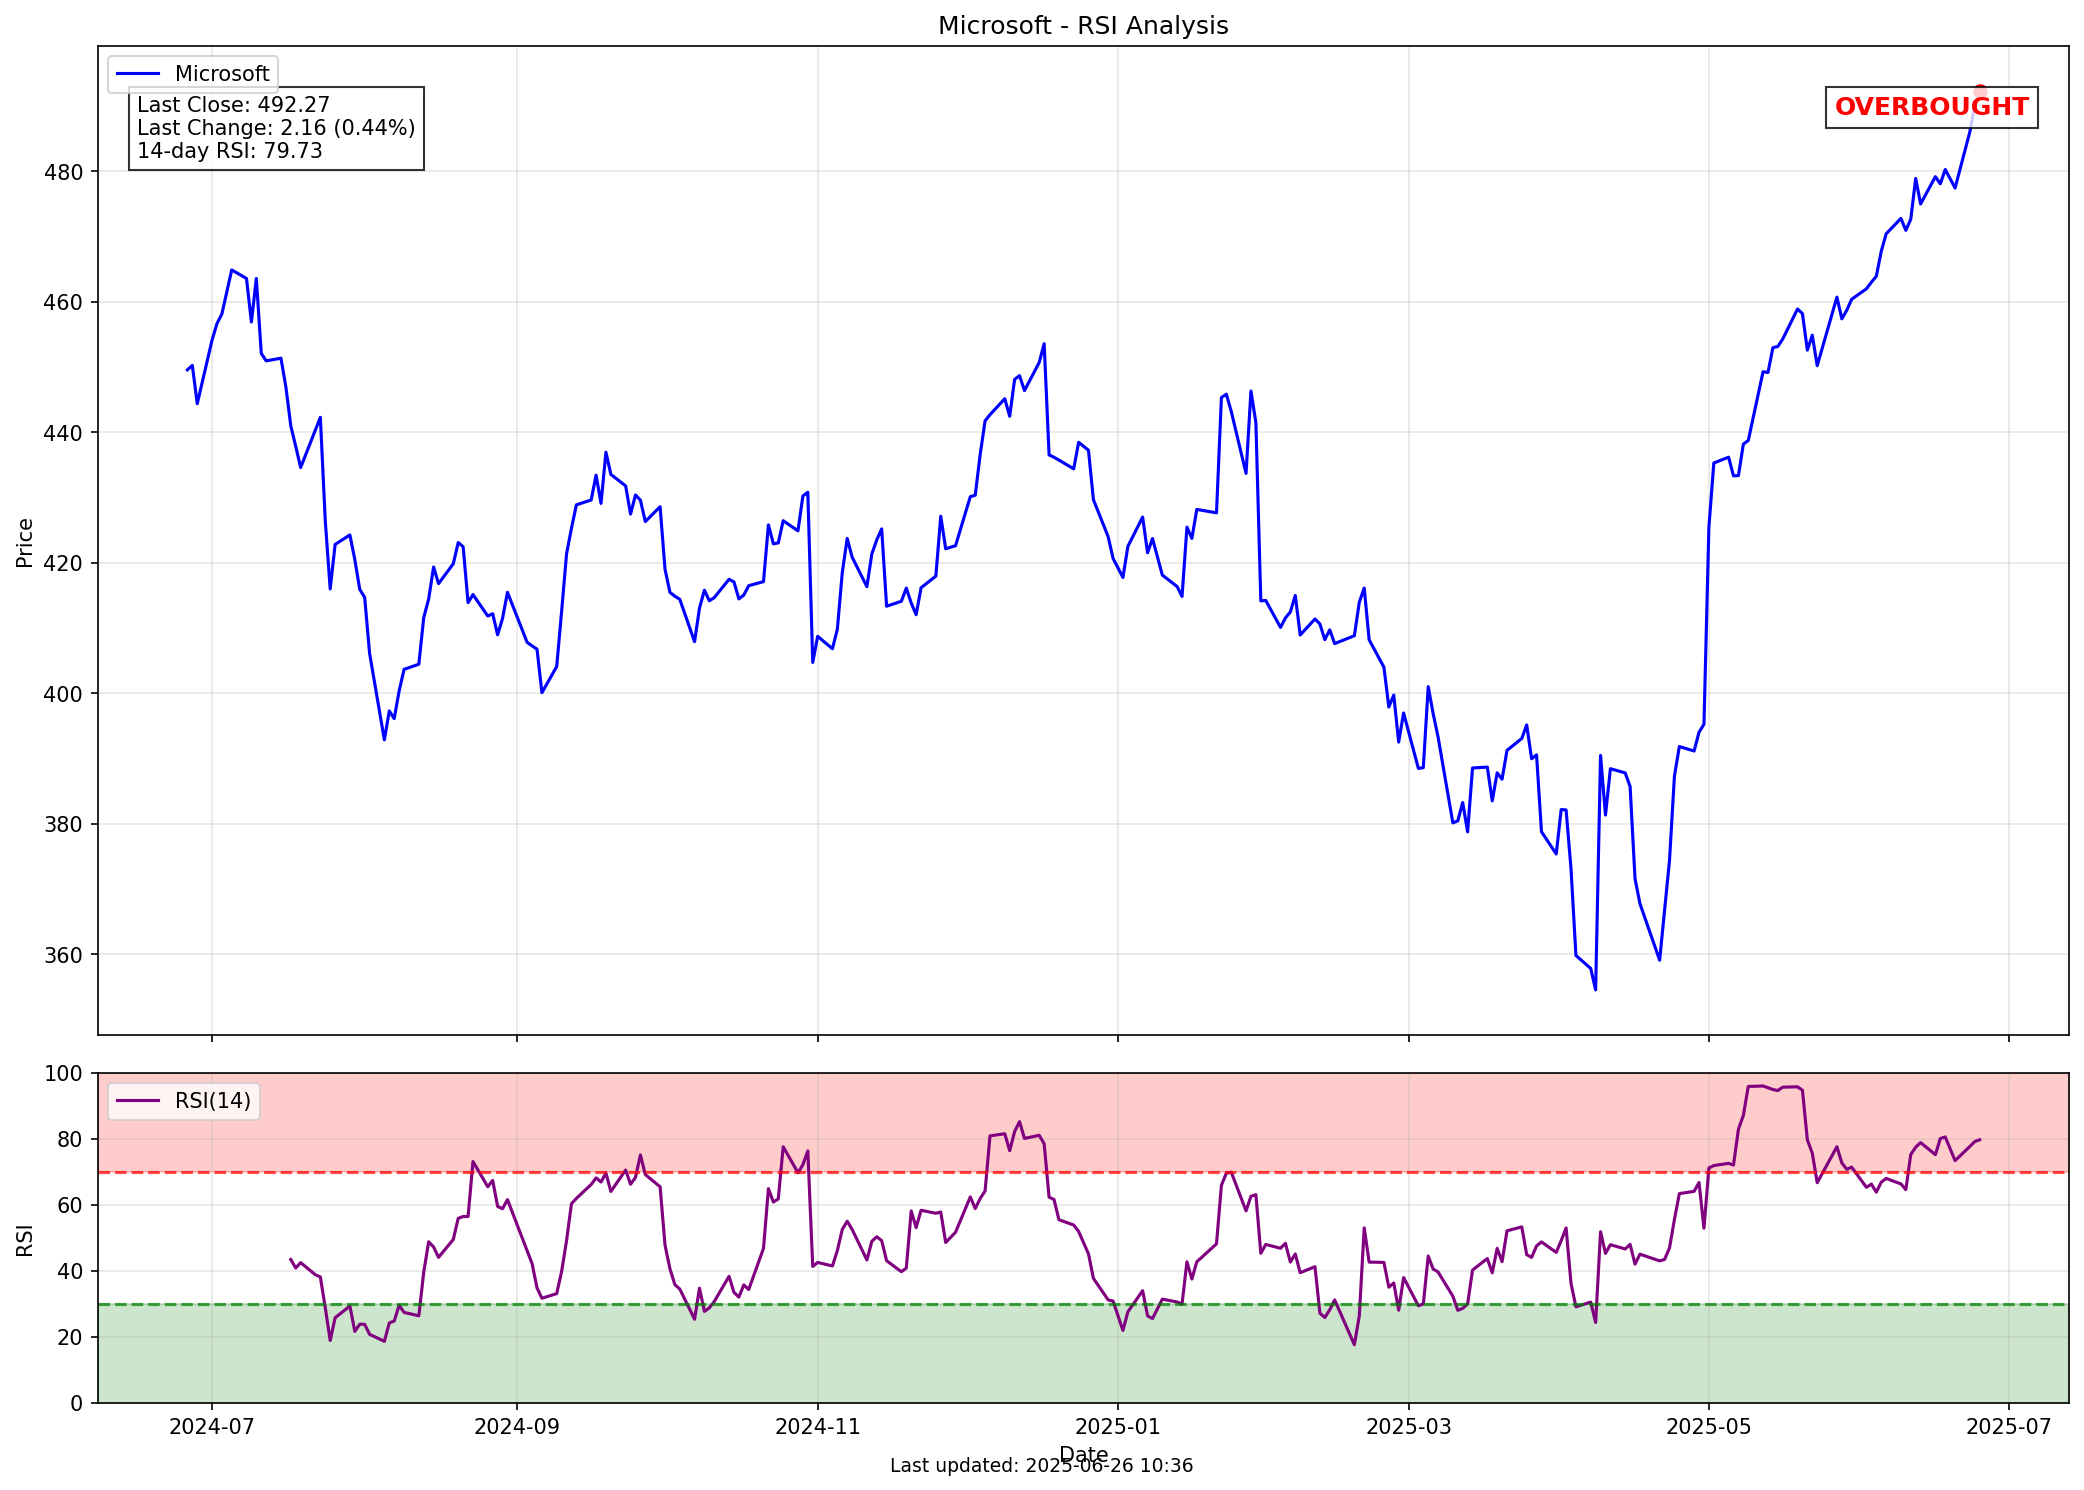 Microsoft - RSI Analysis
Microsoft
Last Close: 492.27
Last Change: 2.16 (0.44%)
14-day RSI: 79.73
OVERBOUGHT
Price
480
460
440
420
400
380
360
RSI(14)
RSI
100
80
60
40
20
0
2024-07
2024-09
2024-11
2025-01
2025-03
2025-05
2025-07
Date
Last updated: 2025-06-26 10:36